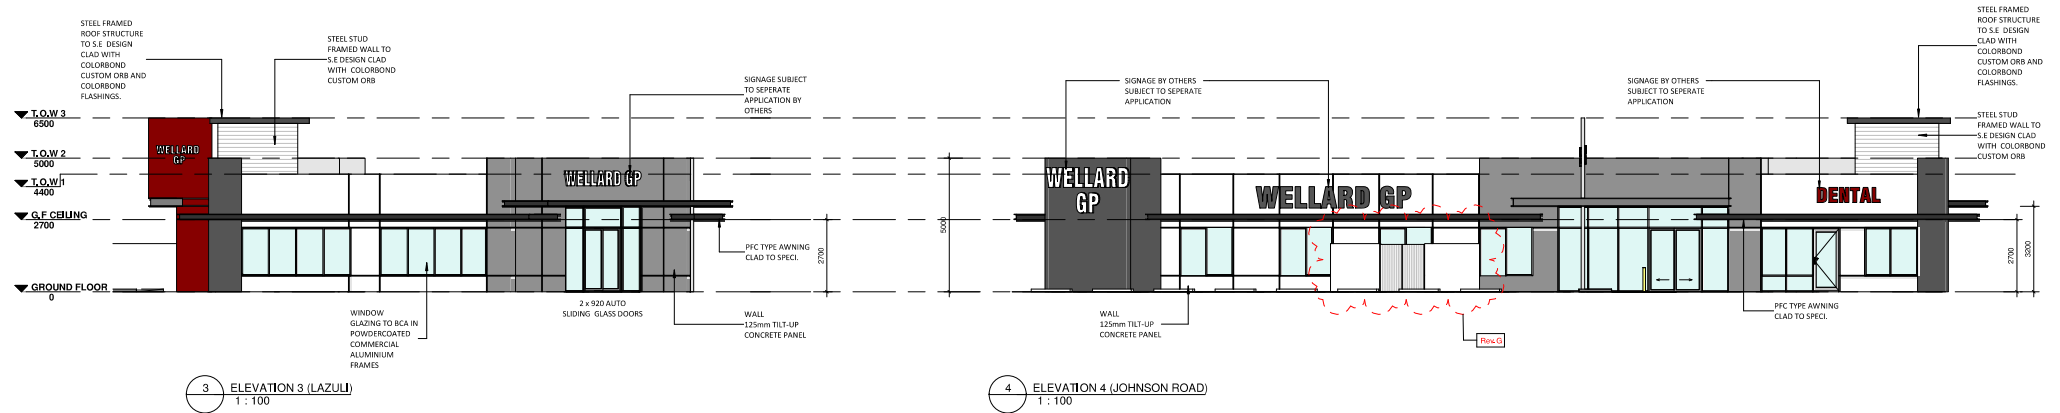 STEEL FRAMED
ROOF STRUCTURE
TO S.E  DESIGN
CLAD WITH
COLORBOND
CUSTOM ORB AND
COLORBOND
FLASHINGS.
STEEL STUD
FRAMED WALL TO
S.E DESIGN CLAD
WITH  COLORBOND
CUSTOM ORB
SIGNAGE SUBJECT
TO SEPERATE
APPLICATION BY
OTHERS
T.O.W 3
6500
T.O.W 2
5000
T.O.W 1
4400
G.F CEILING
2700
GROUND FLOOR
0
WELLARD
GP
WELLARD GP
PFC TYPE AWNING
CLAD TO SPECI.
2700
2 x 920 AUTO
SLIDING  GLASS DOORS
WINDOW
GLAZING TO BCA IN
POWDERCOATED
COMMERCIAL
ALUMINIUM
FRAMES
WALL
125mm TILT-UP
CONCRETE PANEL
3
ELEVATION 3 (LAZULI)
1 : 100
SIGNAGE BY OTHERS
SUBJECT TO SEPERATE
APPLICATION
SIGNAGE BY OTHERS
SUBJECT TO SEPERATE
APPLICATION
STEEL FRAMED
ROOF STRUCTURE
TO S.E  DESIGN
CLAD WITH
COLORBOND
CUSTOM ORB AND
COLORBOND
FLASHINGS.
STEEL STUD
FRAMED WALL TO
S.E DESIGN CLAD
WITH  COLORBOND
CUSTOM ORB
5000
WELLARD
GP
WELLARD GP
DENTAL
2700
3200
WALL
125mm TILT-UP
CONCRETE PANEL
Rev.G
PFC TYPE AWNING
CLAD TO SPECI.
4
ELEVATION 4 (JOHNSON ROAD)
1 : 100